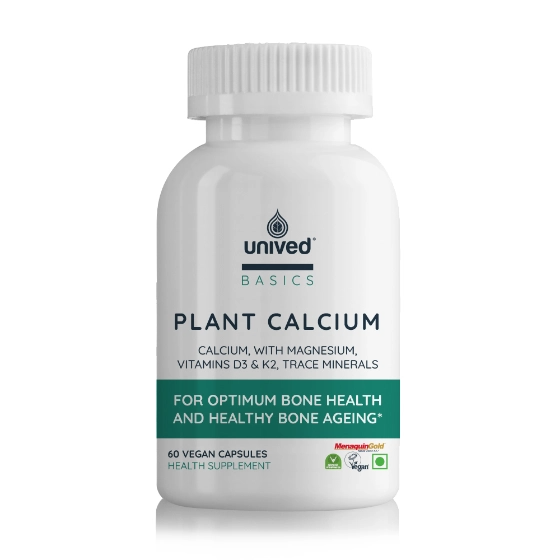 unived®
BASICS
PLANT CALCIUM
CALCIUM, WITH MAGNESIUM,
VITAMINS D3 & K2, TRACE MINERALS
FOR OPTIMUM BONE HEALTH
AND HEALTHY BONE AGEING*
60 VEGAN CAPSULES
HEALTH SUPPLEMENT
MenaquinGold
Vegan